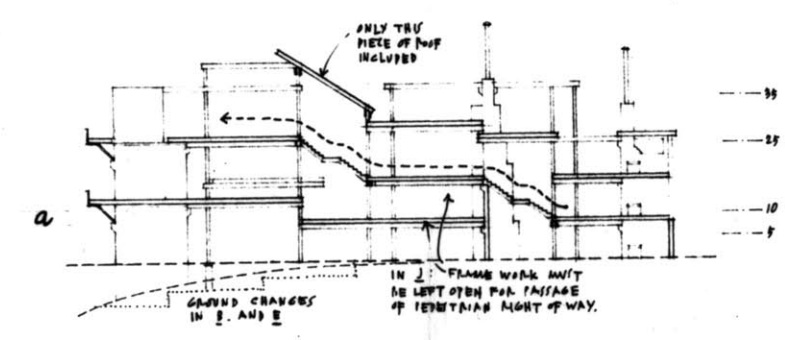 ONLY THIS
PIECE OF ROOF
INCLUDED
35
25
a
10
5
IN J: FRAME WORK MUST
BE LEFT OPEN FOR PASSAGE
OF PEDESTRIAN RIGHT OF WAY.
GROUND CHANGES
IN B. AND E